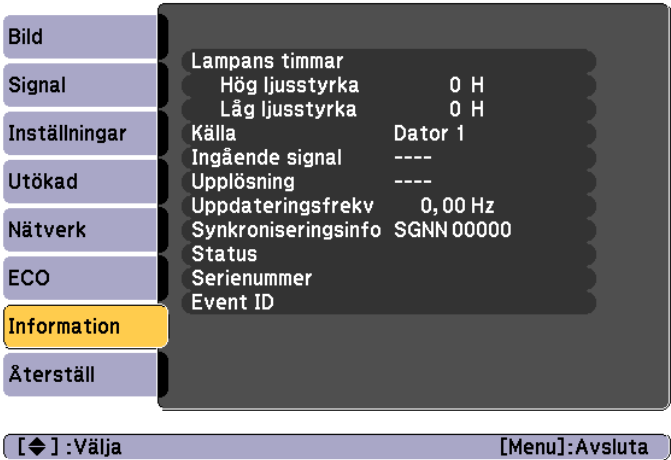 Bild
Signal
Inställningar
Utökad
Nätverk
ECO
Information
Återställ
Lampans timmar
Hög ljusstyrka 0 H
Låg ljusstyrka 0 H
Källa Dator 1
Ingående signal ----
Upplösning ----
Uppdateringsfrekv 0,00 Hz
Synkroniseringsinfo SGNN 00000
Status
Serienummer
Event ID
[◆] :Välja [Menu]:Avsluta